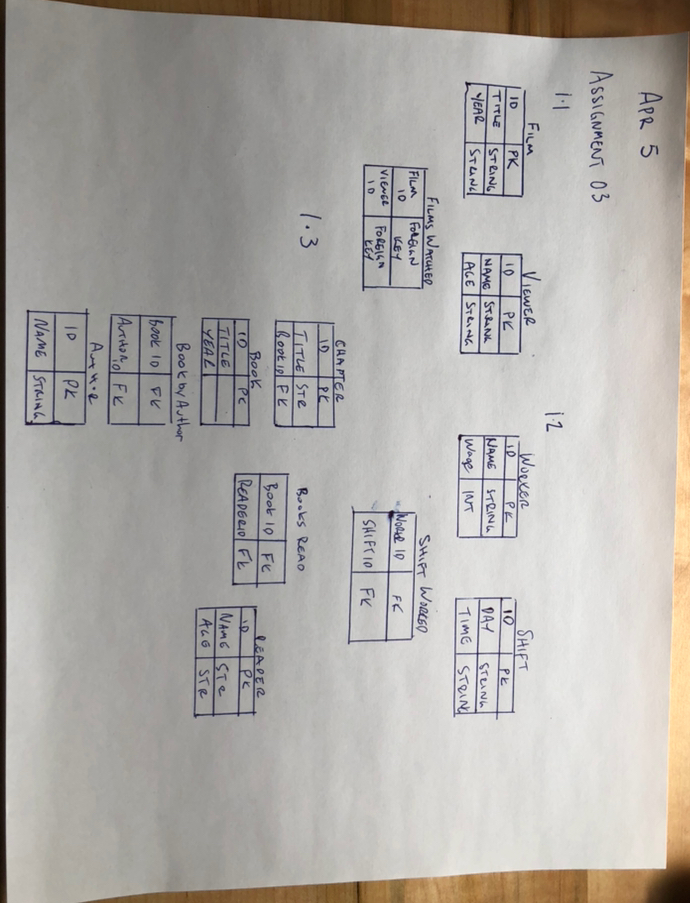 APR 5
ASSIGNMENT 03
1.1
FILM
ID PK
TITLE STRING
YEAR STRING
VIEWER
ID PK
NAME STRING
AGE STRING
FILMS WATCHED
FILM ID FOREIGN KEY
VIEWER ID FOREIGN KEY
1.2
WORKER
ID PK
NAME STRING
Wage INT
SHIFT
ID PK
DAY STRING
TIME STRING
SHIFT WORKED
WORKER ID FK
SHIFT ID FK
1.3
CHAPTER
ID PK
TITLE STR
BOOK ID FK
BOOK
ID PK
TITLE
YEAR
Book by Author
BOOK ID FK
AUTHOR ID FK
Author
ID PK
NAME STRING
BOOKS READ
BOOK ID FK
READER ID FK
READER
ID PK
NAME STR
AGE STR